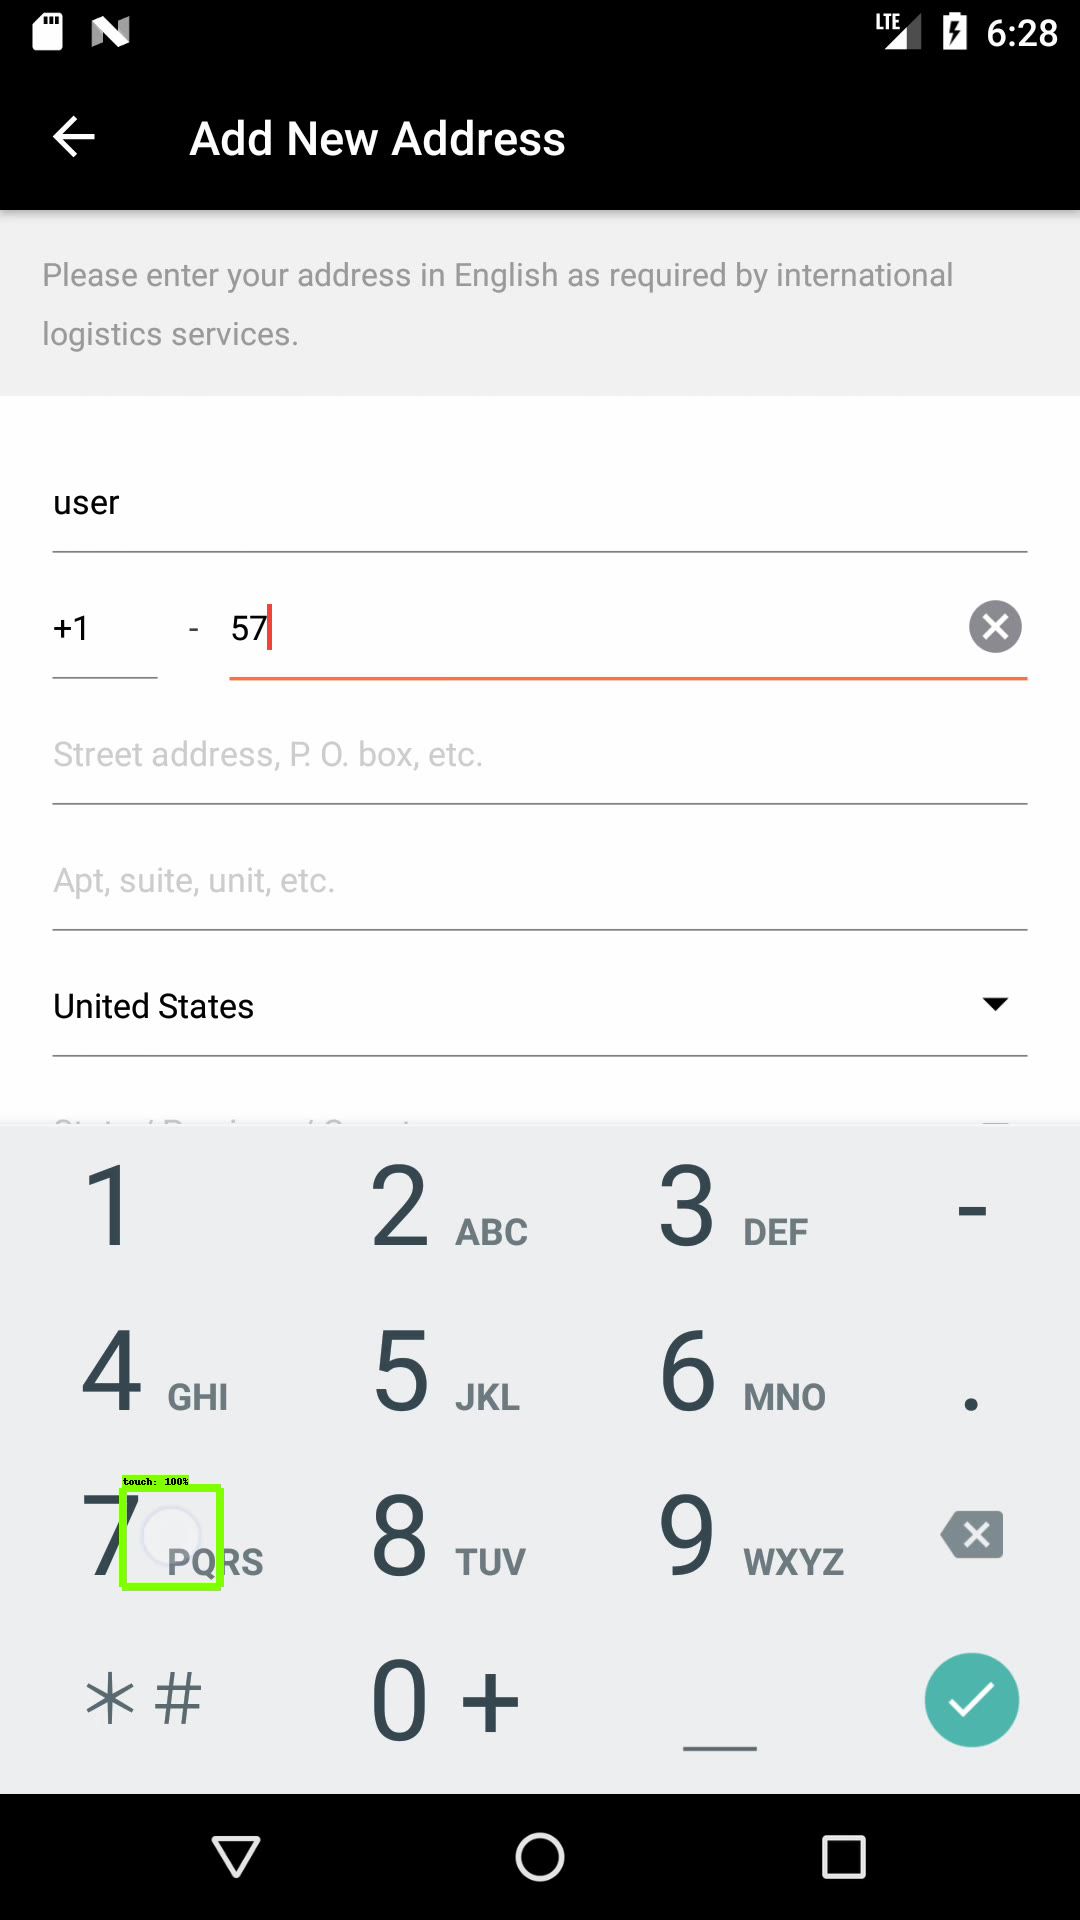 LTE 6:28
Add New Address
Please enter your address in English as required by international
logistics services.
user
+1 - 57
Street address, P. O. box, etc.
Apt, suite, unit, etc.
United States
1 2 ABC 3 DEF -
4 GHI 5 JKL 6 MNO .
touch: 100%
7 PQRS 8 TUV 9 WXYZ
*# 0 +